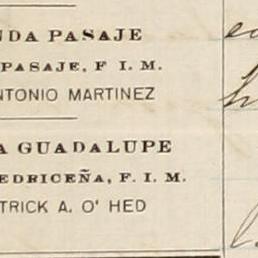 NDA PASAJE
PASAJE, F. I. M.
NTONIO MARTINEZ
A GUADALUPE
EDRICEÑA, F. I. M.
TRICK A. O' HED